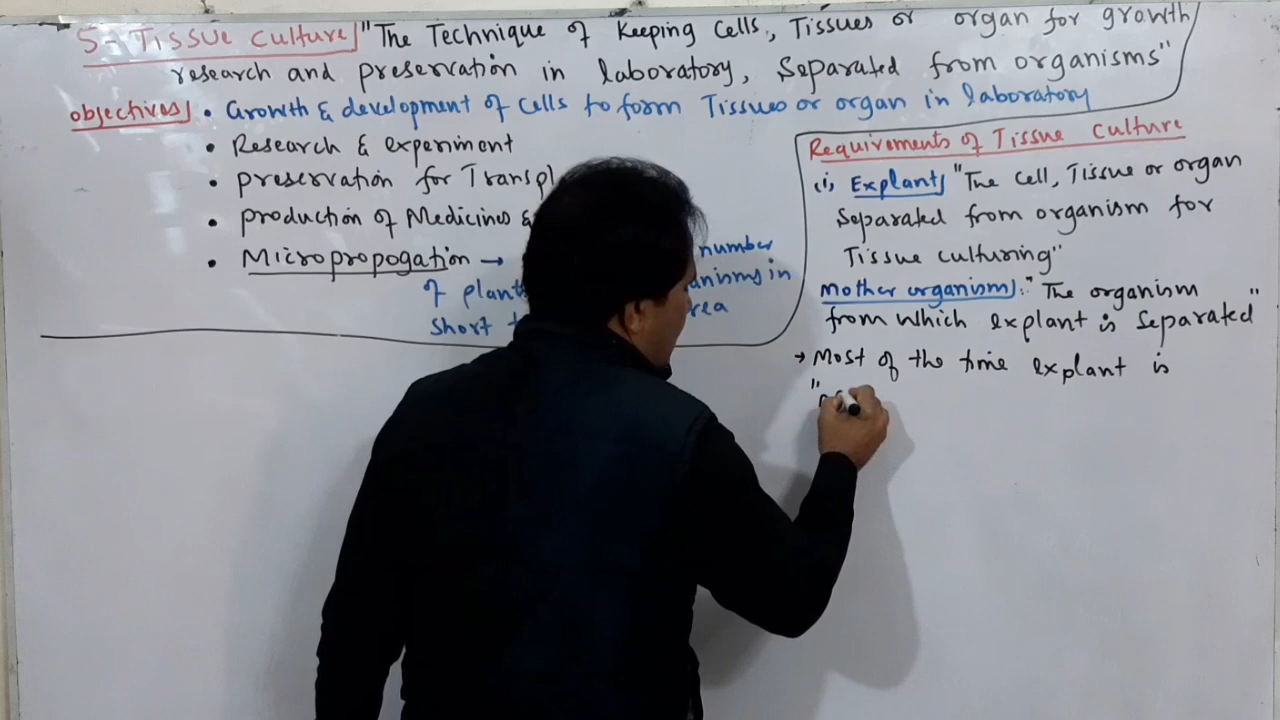 5- Tissue culture "The Technique of Keeping Cells, Tissues or organ for growth
research and preservation in laboratory, Separated from organisms"
objectives • Growth & development of cells to form Tissues or organ in laboratory
• Research & experiment
• preservation for Transpl
• production of Medicines &
• Micropropogation → number
of plant anisms in
short rea
Requirements of Tissue culture
(i) Explant "The cell, Tissue or organ
Separated from organism for
Tissue culturing"
Mother organism: "The organism
from which explant is separated"
→ Most of the time explant is
"